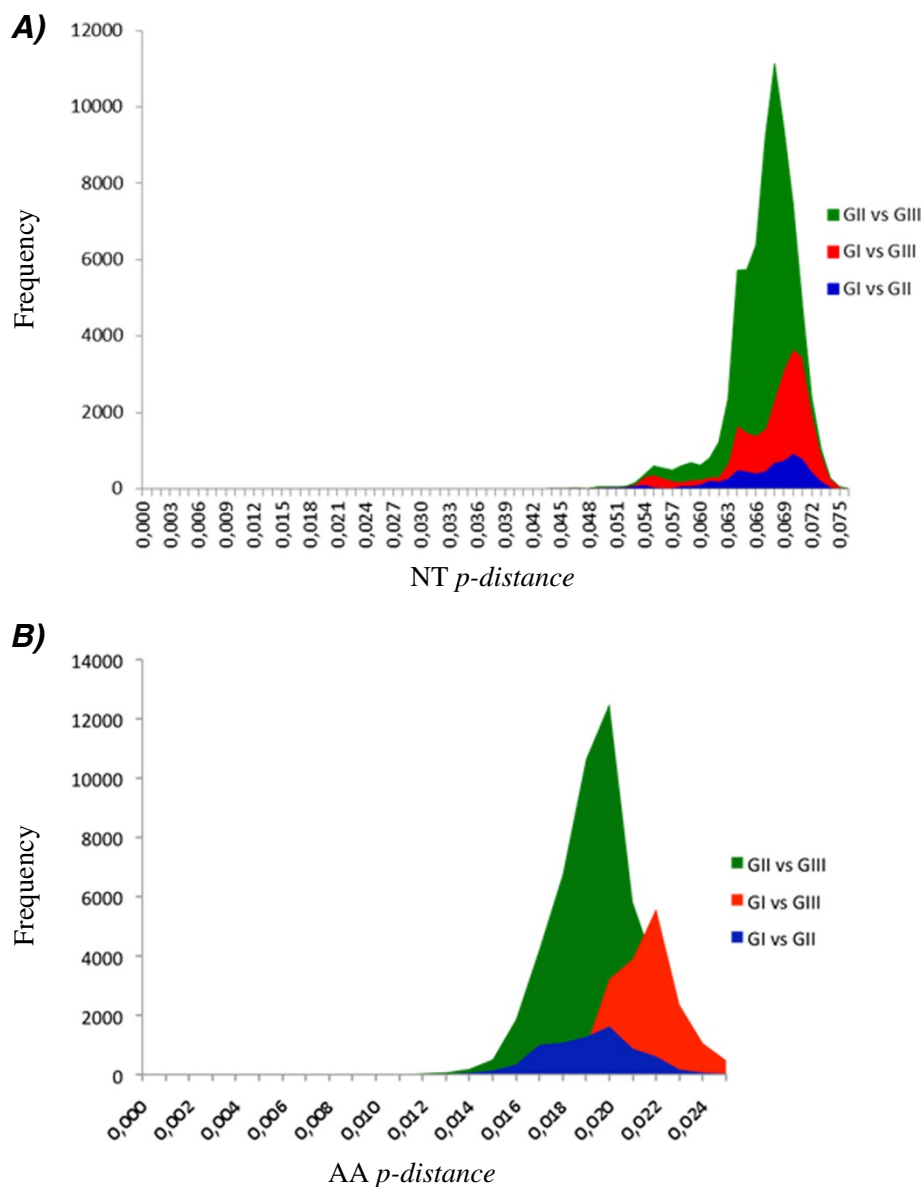 A)
12000
10000
8000
6000
4000
2000
0
Frequency
GII vs GIII
GI vs GIII
GI vs GII
0,000 0,003 0,006 0,009 0,012 0,015 0,018 0,021 0,024 0,027 0,030 0,033 0,036 0,039 0,042 0,045 0,048 0,051 0,054 0,057 0,060 0,063 0,066 0,069 0,072 0,075
NT p-distance
B)
14000
12000
10000
8000
6000
4000
2000
0
Frequency
GII vs GIII
GI vs GIII
GI vs GII
0,000 0,002 0,004 0,006 0,008 0,010 0,012 0,014 0,016 0,018 0,020 0,022 0,024
AA p-distance